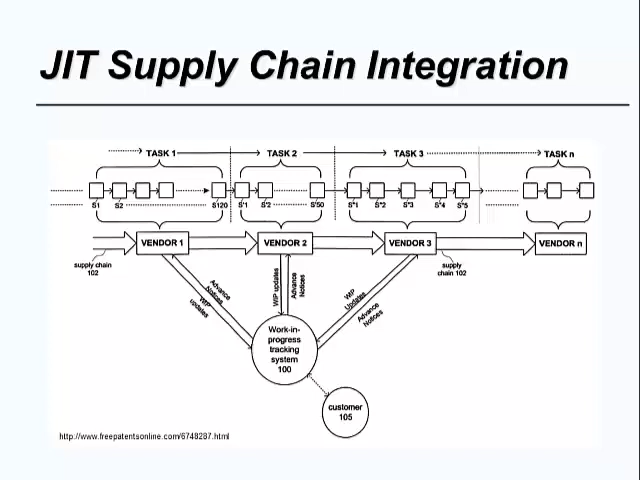 JIT Supply Chain Integration
TASK 1 TASK 2 TASK 3 TASK n
S1 S2 S120 S'1 S'2 S'50 S"1 S"2 S"3 S"4 S"5
VENDOR 1 VENDOR 2 VENDOR 3 VENDOR n
supply chain
102
supply
chain 102
Advance
Notices
WIP
updates
WIP updates
Advance
Notices
WIP
Updates
Advance
Notices
Work-in-
progress
tracking
system
100
customer
105
http://www.freepatentsonline.com/6748287.html